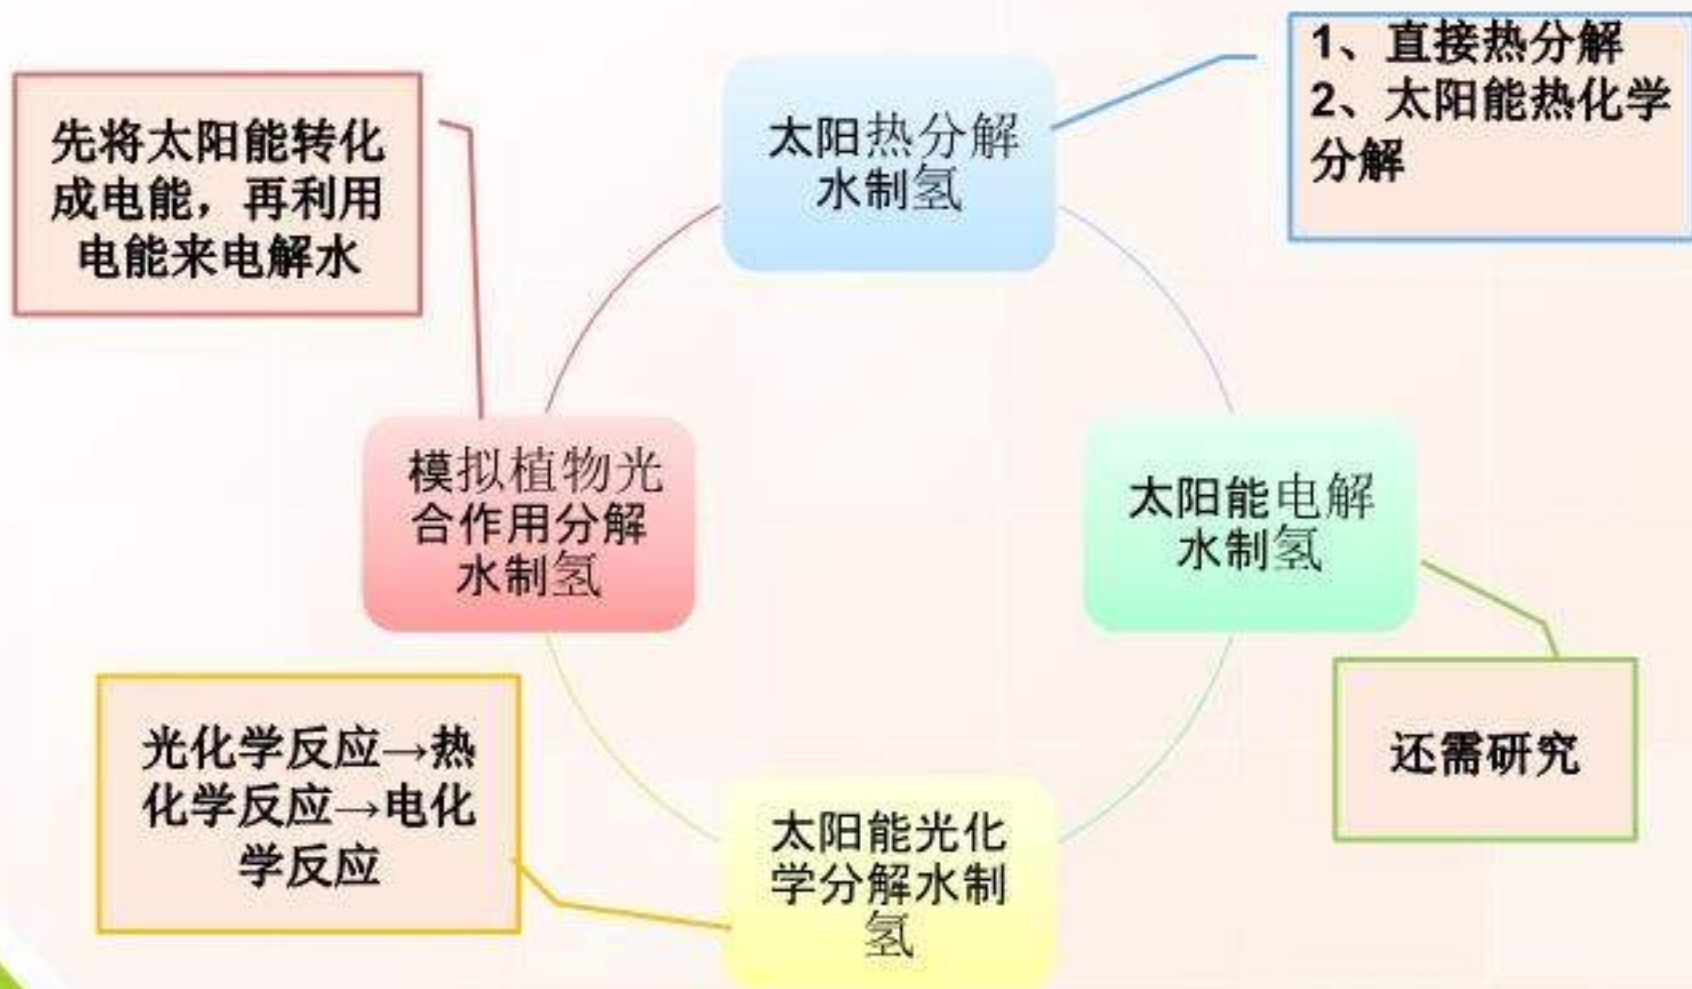 1、直接热分解
2、太阳能热化学
分解
先将太阳能转化
成电能，再利用
电能来电解水
太阳热分解
水制氢
模拟植物光
合作用分解
水制氢
太阳能电解
水制氢
还需研究
光化学反应→热
化学反应→电化
学反应
太阳能光化
学分解水制
氢